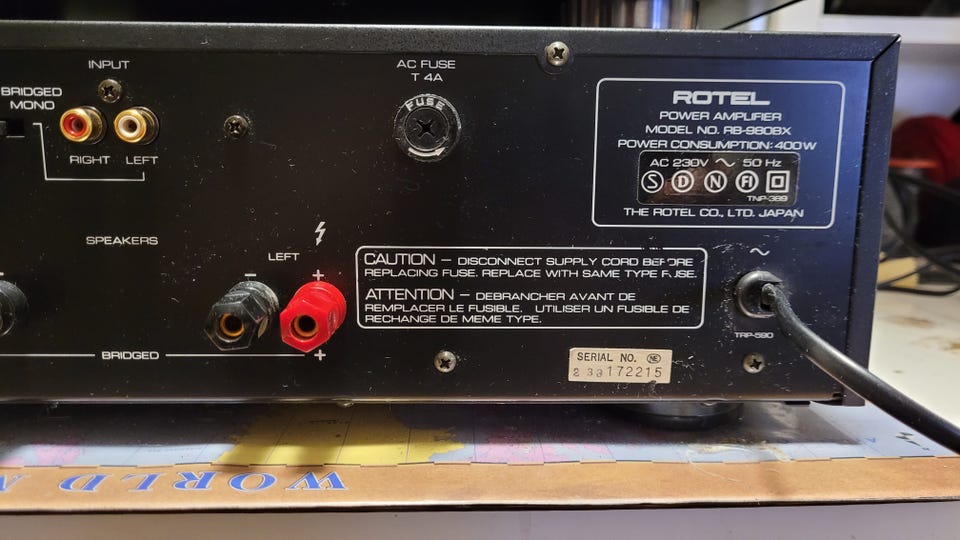 INPUT
BRIDGED
MONO
RIGHT LEFT
AC FUSE
T 4A
FUSE
ROTEL
POWER AMPLIFIER
MODEL NO. RB-980BX
POWER CONSUMPTION: 400W
AC 230V ~ 50 Hz
S D N FI
TNP-389
THE ROTEL CO., LTD. JAPAN
SPEAKERS
LEFT
- +
BRIDGED
+
CAUTION – DISCONNECT SUPPLY CORD BEFORE
REPLACING FUSE. REPLACE WITH SAME TYPE FUSE.
ATTENTION – DEBRANCHER AVANT DE
REMPLACER LE FUSIBLE. UTILISER UN FUSIBLE DE
RECHANGE DE MEME TYPE.
~
TRP-590
SERIAL NO. NE
172215
WORLD